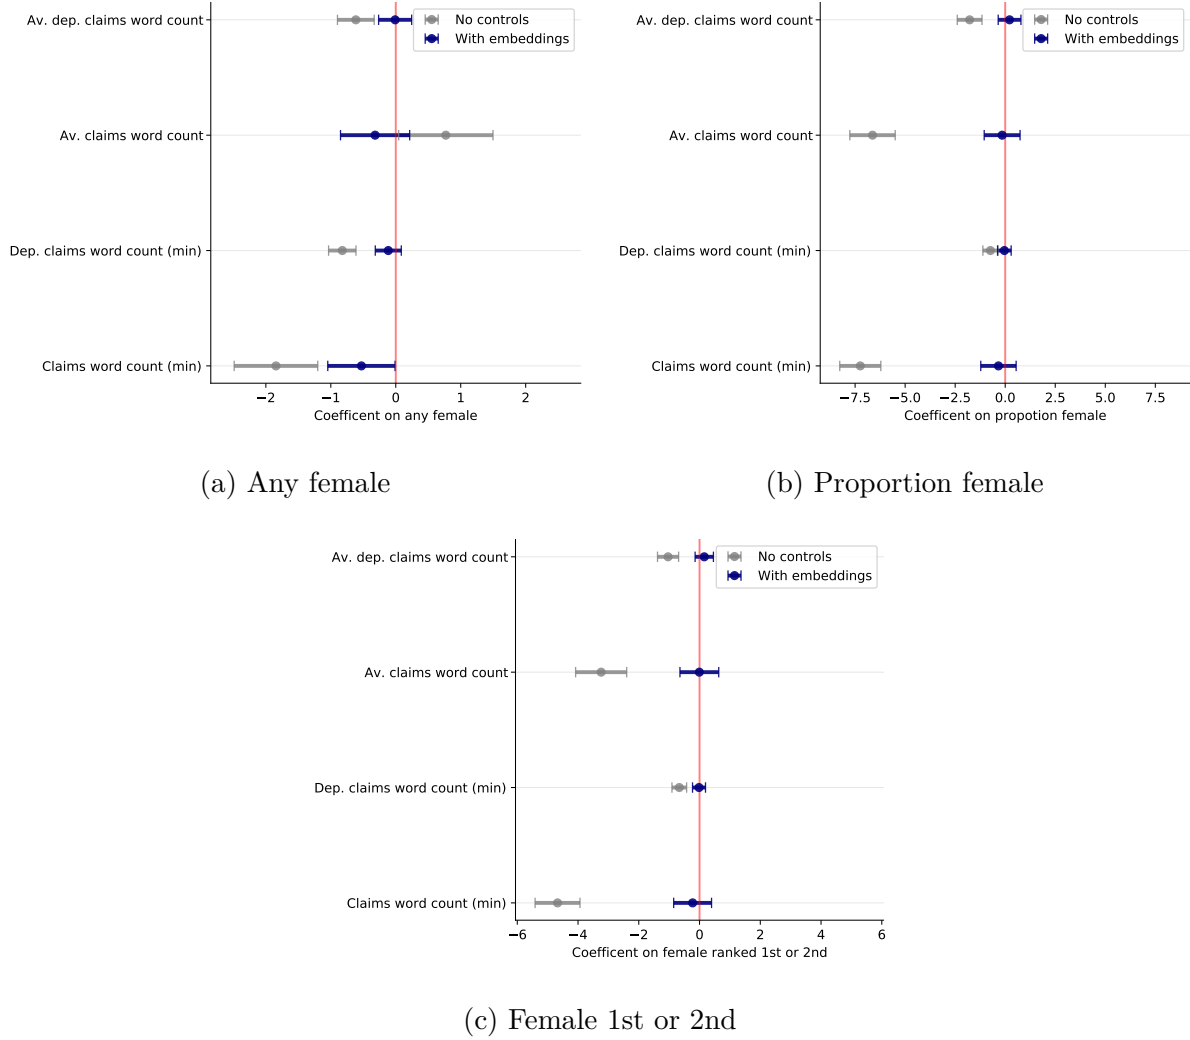 Av. dep. claims word count
Av. claims word count
Dep. claims word count (min)
Claims word count (min)
No controls
With embeddings
−2 −1 0 1 2
Coefficent on any female
(a) Any female
Av. dep. claims word count
Av. claims word count
Dep. claims word count (min)
Claims word count (min)
No controls
With embeddings
−7.5 −5.0 −2.5 0.0 2.5 5.0 7.5
Coefficent on propotion female
(b) Proportion female
Av. dep. claims word count
Av. claims word count
Dep. claims word count (min)
Claims word count (min)
No controls
With embeddings
−6 −4 −2 0 2 4 6
Coefficent on female ranked 1st or 2nd
(c) Female 1st or 2nd